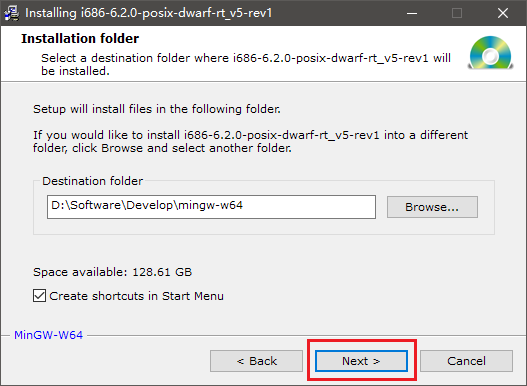 Installing i686-6.2.0-posix-dwarf-rt_v5-rev1
Installation folder
Select a destination folder where i686-6.2.0-posix-dwarf-rt_v5-rev1 will
be installed.
Setup will install files in the following folder.
If you would like to install i686-6.2.0-posix-dwarf-rt_v5-rev1 into a different
folder, click Browse and select another folder.
Destination folder
D:\Software\Develop\mingw-w64
Browse...
Space available: 128.61 GB
Create shortcuts in Start Menu
MinGW-W64
< Back
Next >
Cancel